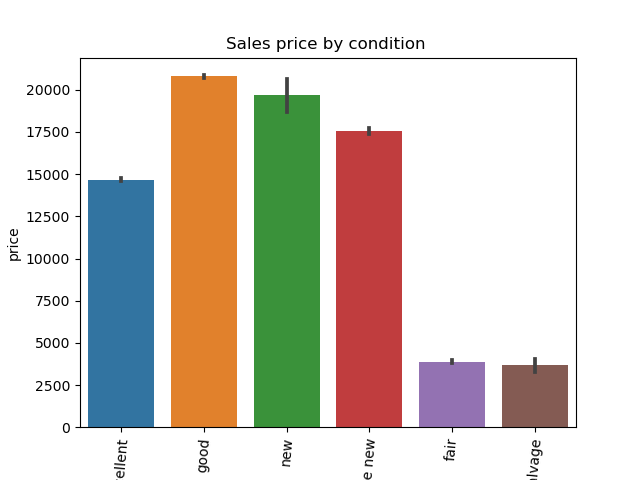 Sales price by condition
price
20000
17500
15000
12500
10000
7500
5000
2500
0
ellent
good
new
e new
fair
alvage